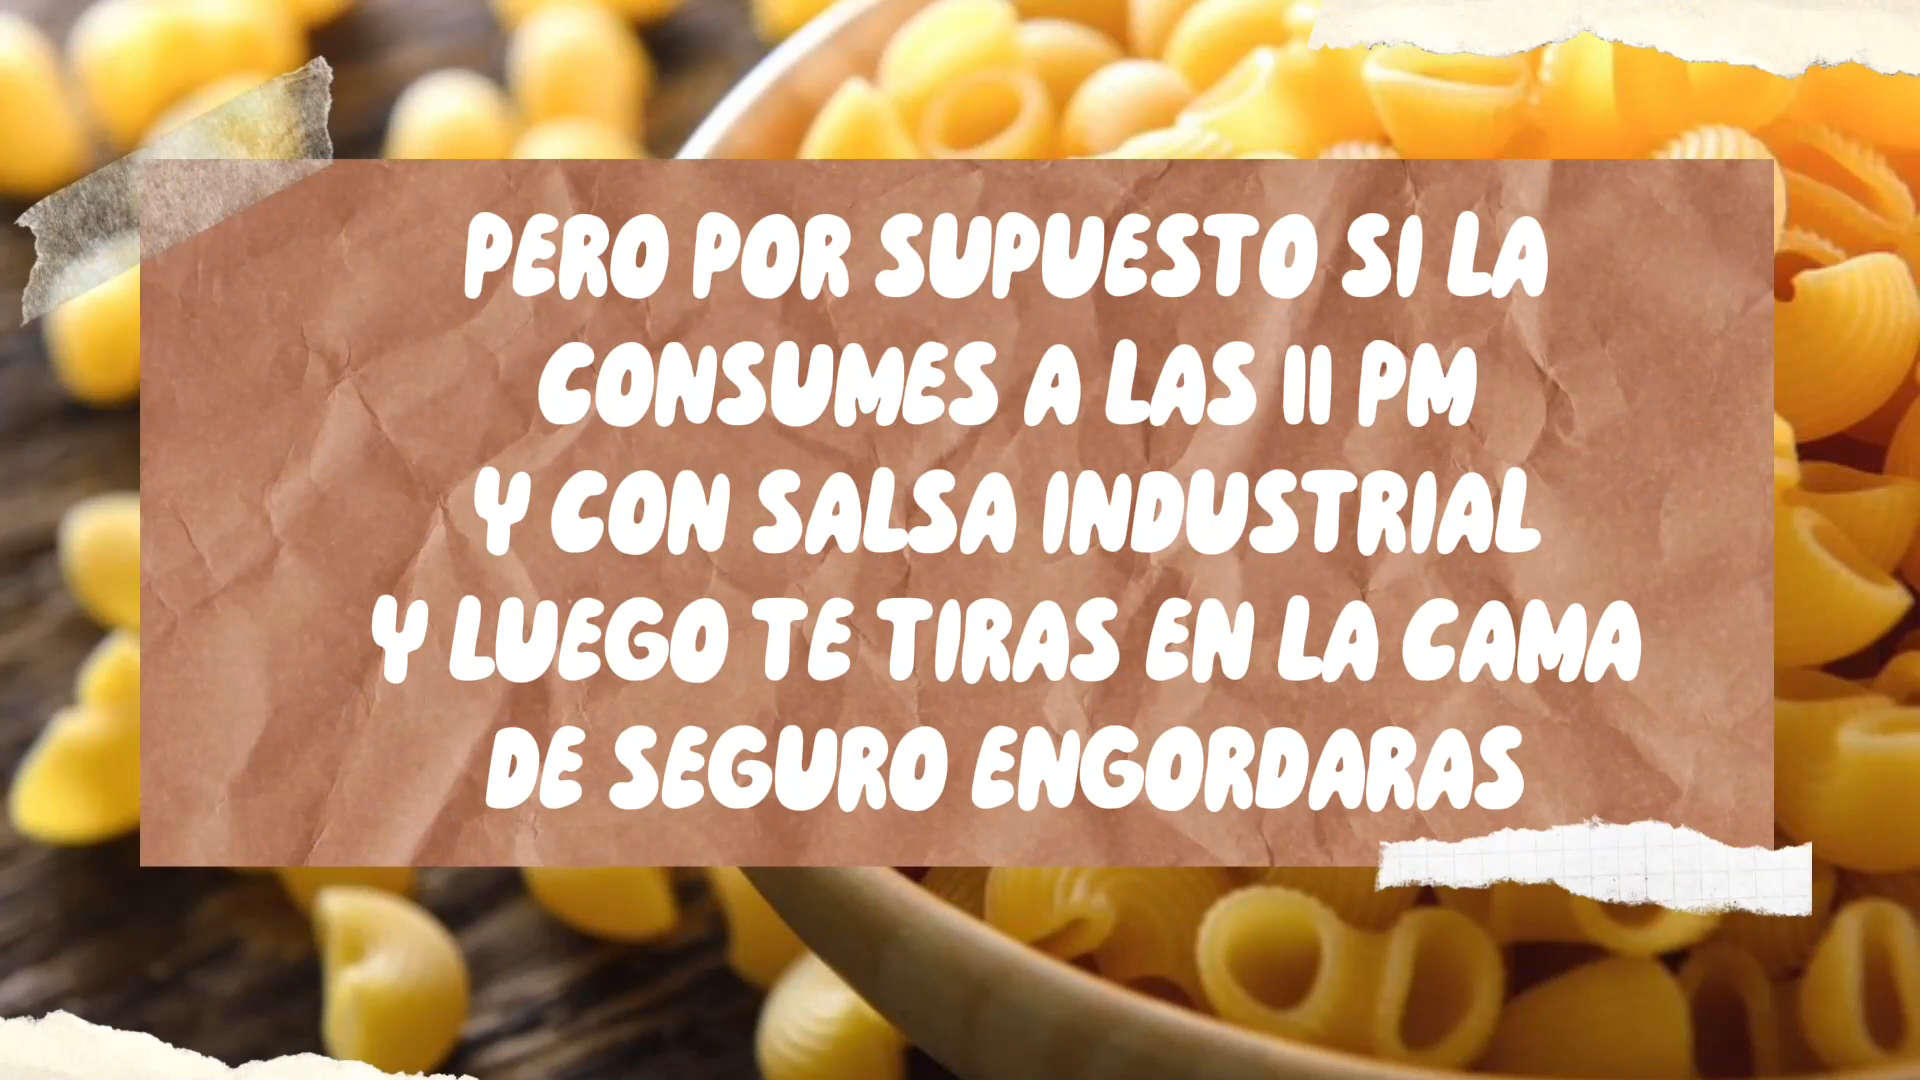 PERO POR SUPUESTO SI LA
CONSUMES A LAS 11 PM
Y CON SALSA INDUSTRIAL
Y LUEGO TE TIRAS EN LA CAMA
DE SEGURO ENGORDARAS